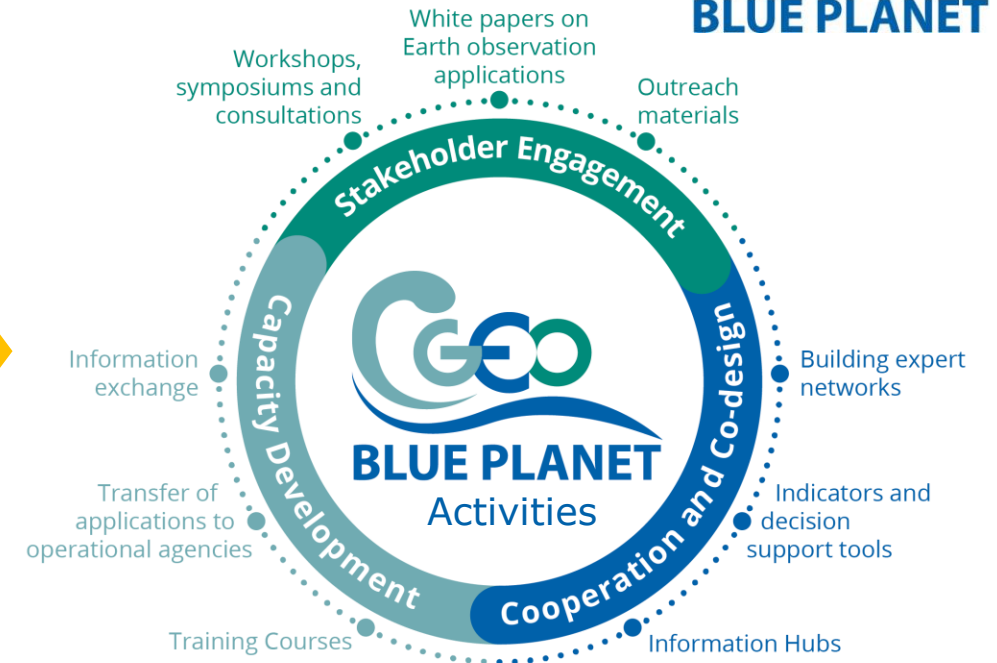 BLUE PLANET
White papers on
Earth observation
applications
Workshops,
symposiums and
consultations
Outreach
materials
Stakeholder Engagement
Capacity Development
Cooperation and Co-design
GEO
BLUE PLANET
Activities
Information
exchange
Building expert
networks
Transfer of
applications to
operational agencies
Indicators and
decision
support tools
Training Courses
Information Hubs